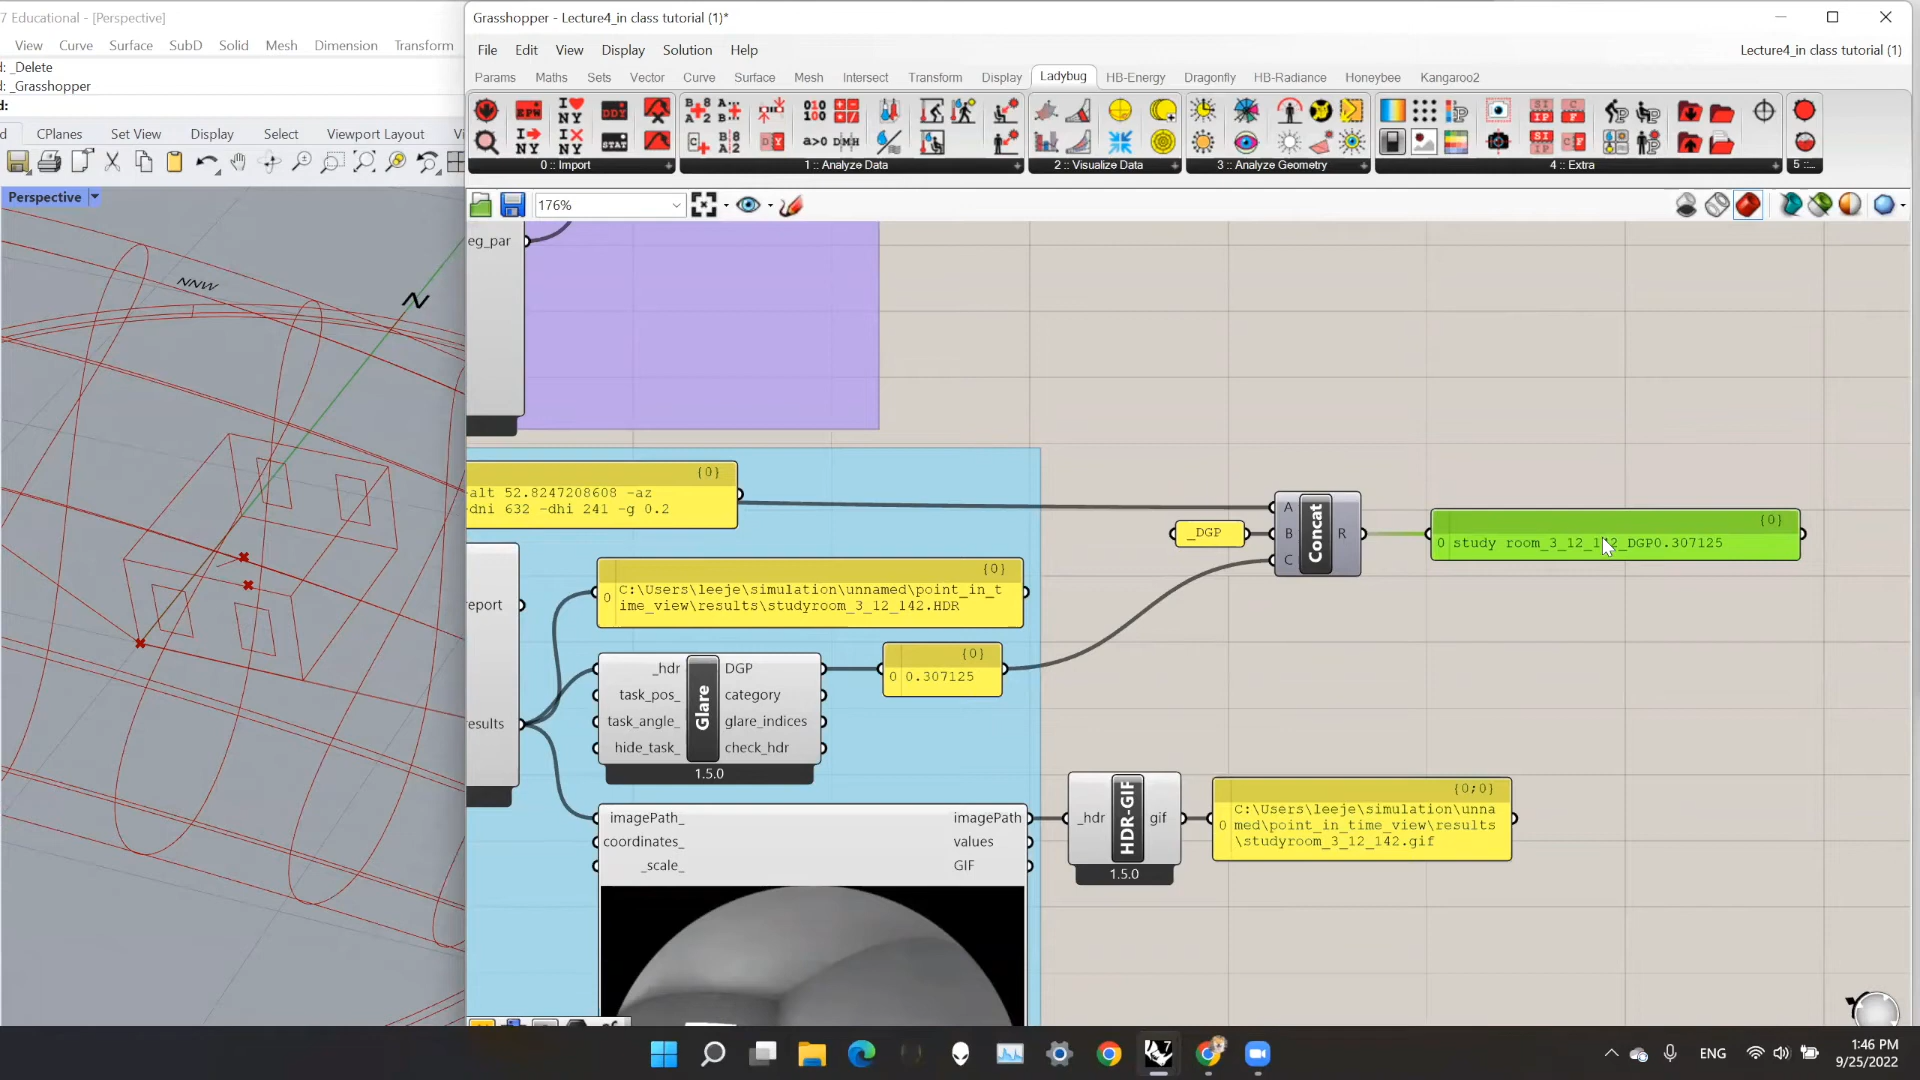 7 Educational - [Perspective]
View Curve Surface SubD Solid Mesh Dimension Transform
d: _Delete
d: _Grasshopper
d:
d CPlanes Set View Display Select Viewport Layout Vi
Perspective
NNW
N
Grasshopper - Lecture4_in class tutorial (1)*
File Edit View Display Solution Help
Lecture4_in class tutorial (1)
Params Maths Sets Vector Curve Surface Mesh Intersect Transform Display Ladybug HB-Energy Dragonfly HB-Radiance Honeybee Kangaroo2
0 :: Import
1 :: Analyze Data
2 :: Visualize Data
3 :: Analyze Geometry
4 :: Extra
5 ::...
176%
eg_par
{0}
alt 52.8247208608 -az
dni 632 -dhi 241 -g 0.2
_DGP
A
B
C
Concat
R
{0}
0 study room_3_12_142_DGP0.307125
{0}
0 C:\Users\leeje\simulation\unnamed\point_in_t
ime_view\results\studyroom_3_12_142.HDR
eport
esults
_hdr
task_pos_
task_angle_
hide_task_
Glare
DGP
category
glare_indices
check_hdr
1.5.0
{0}
0 0.307125
imagePath_
coordinates_
_scale_
imagePath
values
GIF
_hdr
HDR-GIF
gif
1.5.0
{0;0}
0 C:\Users\leeje\simulation\unna
med\point_in_time_view\results
\studyroom_3_12_142.gif
ENG
1:46 PM
9/25/2022